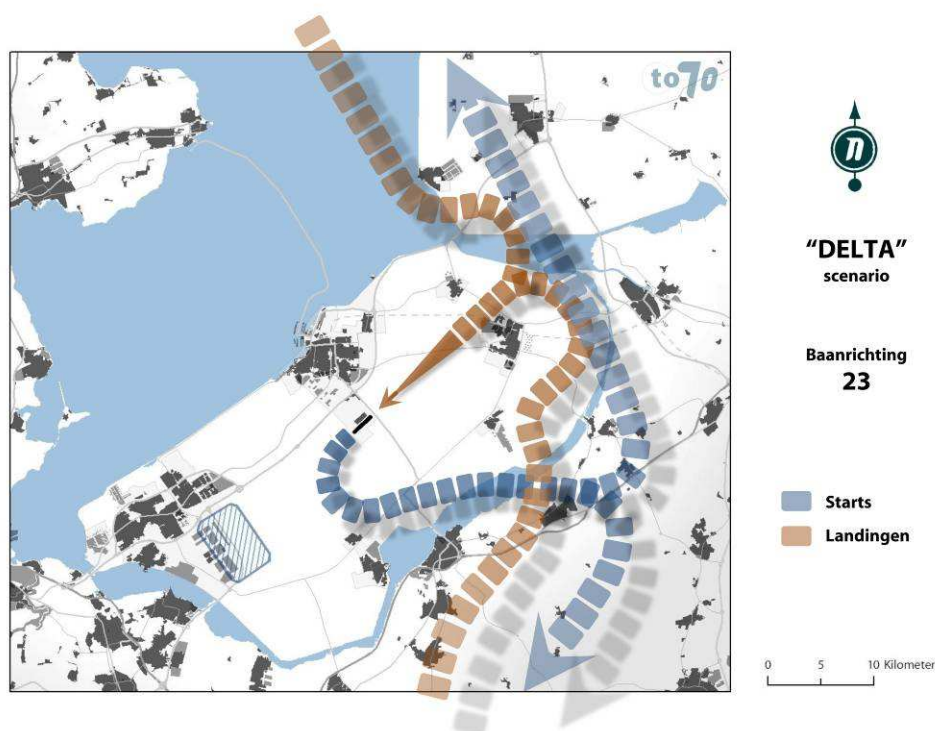 to70
n
"DELTA"
scenario
Baanrichting
23
Starts
Landingen
0 5 10 Kilometer